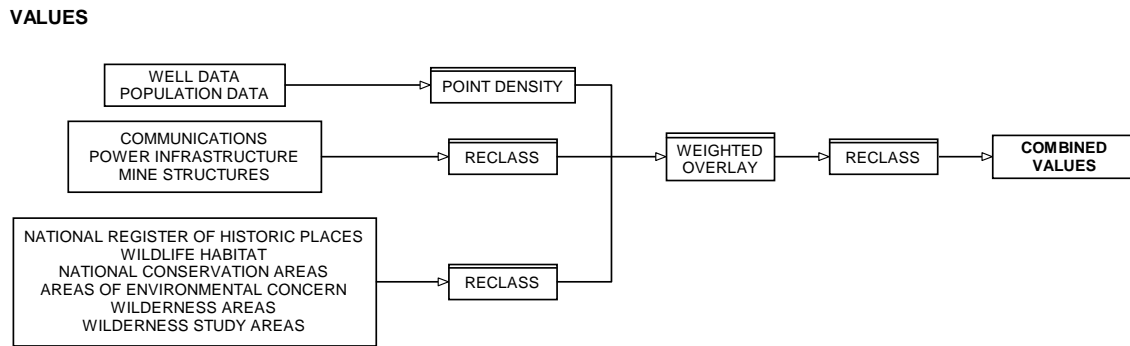 VALUES
WELL DATA
POPULATION DATA
POINT DENSITY
COMMUNICATIONS
POWER INFRASTRUCTURE
MINE STRUCTURES
RECLASS
WEIGHTED
OVERLAY
RECLASS
COMBINED
VALUES
NATIONAL REGISTER OF HISTORIC PLACES
WILDLIFE HABITAT
NATIONAL CONSERVATION AREAS
AREAS OF ENVIRONMENTAL CONCERN
WILDERNESS AREAS
WILDERNESS STUDY AREAS
RECLASS